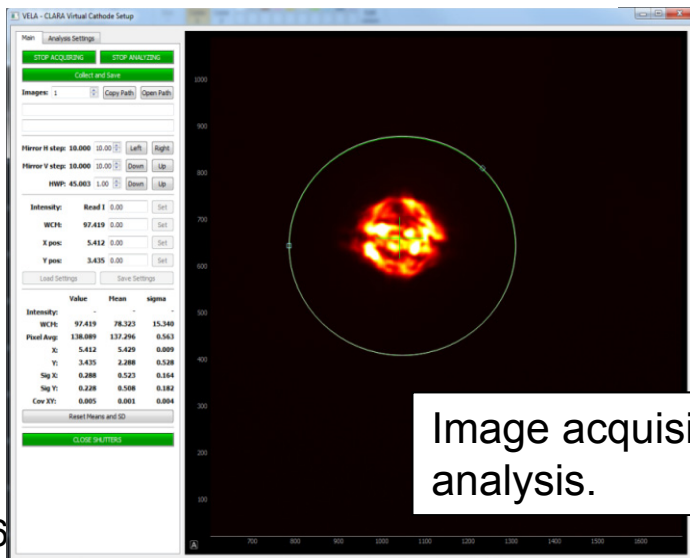 VELA - CLARA Virtual Cathode Setup
Main Analysis Settings
STOP ACQUIRING STOP ANALYZING
Collect and Save
Images: 1 Copy Path Open Path
Mirror H step: 10.000 10.00 Left Right
Mirror V step: 10.000 10.00 Down Up
HWP: 45.003 1.00 Down Up
Intensity: Read I 0.00 Set
WCM: 97.419 0.00 Set
X pos: 5.412 0.00 Set
Y pos: 3.435 0.00 Set
Load Settings Save Settings
Value Mean sigma
Intensity: - - -
WCM: 97.419 78.323 15.340
Pixel Avg: 138.089 137.296 0.563
X: 5.412 5.429 0.009
Y: 3.435 2.288 0.528
Sig X: 0.288 0.523 0.164
Sig Y: 0.228 0.508 0.182
Cov XY: 0.005 0.001 0.004
Reset Means and SD
CLOSE SHUTTERS
1000
900
800
700
600
500
400
300
200
100
A
700 800 900 1000 1100 1200 1300 1400 1500 1600
Image acquisi
analysis.